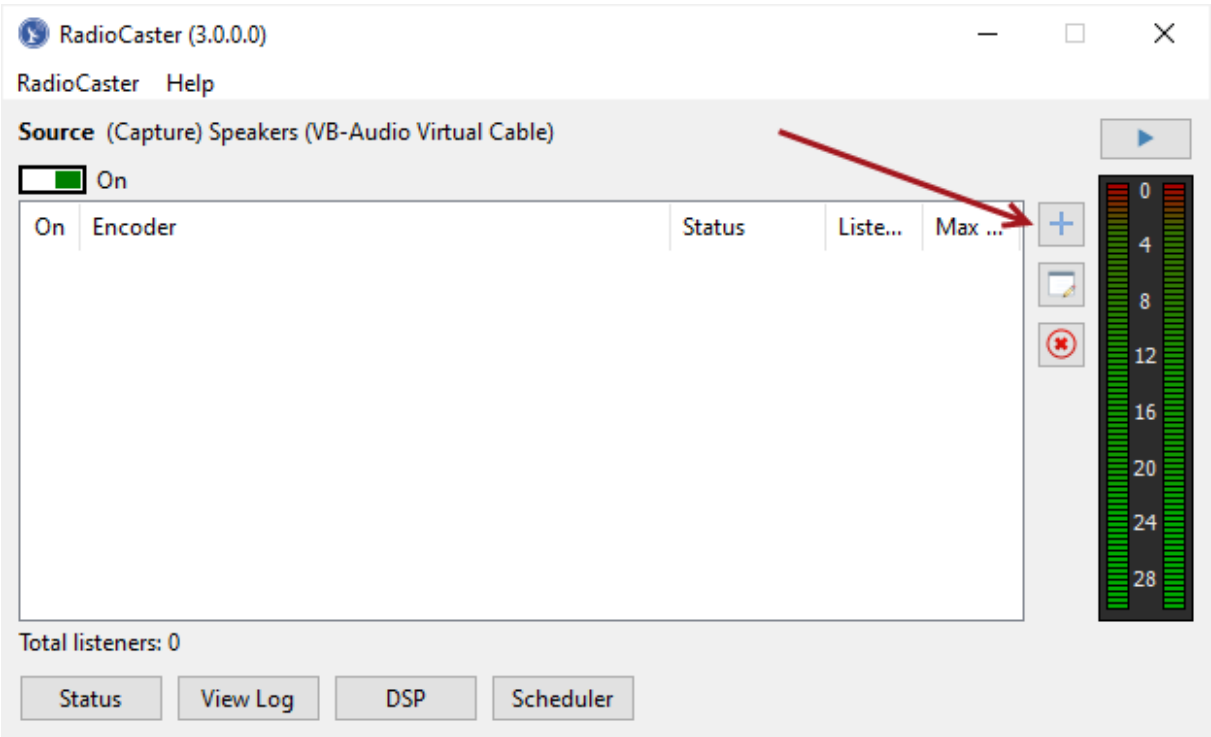 RadioCaster (3.0.0.0)
RadioCaster Help
Source (Capture) Speakers (VB-Audio Virtual Cable)
On
On Encoder Status Liste... Max ...
0
4
8
12
16
20
24
28
Total listeners: 0
Status View Log DSP Scheduler